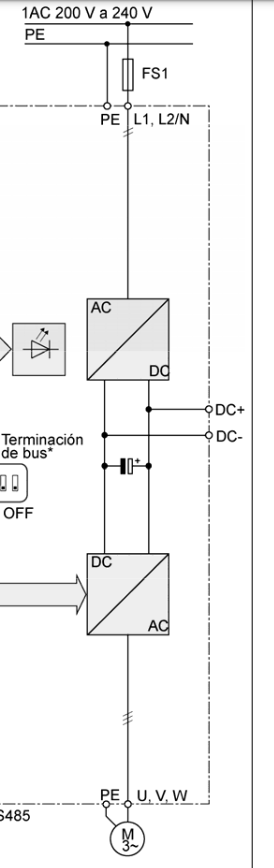 1AC 200 V a 240 V
PE
FS1
PE L1, L2/N
AC
DC
DC+
DC-
+
Terminación
de bus*
OFF
DC
AC
PE U, V, W
S485
M
3~